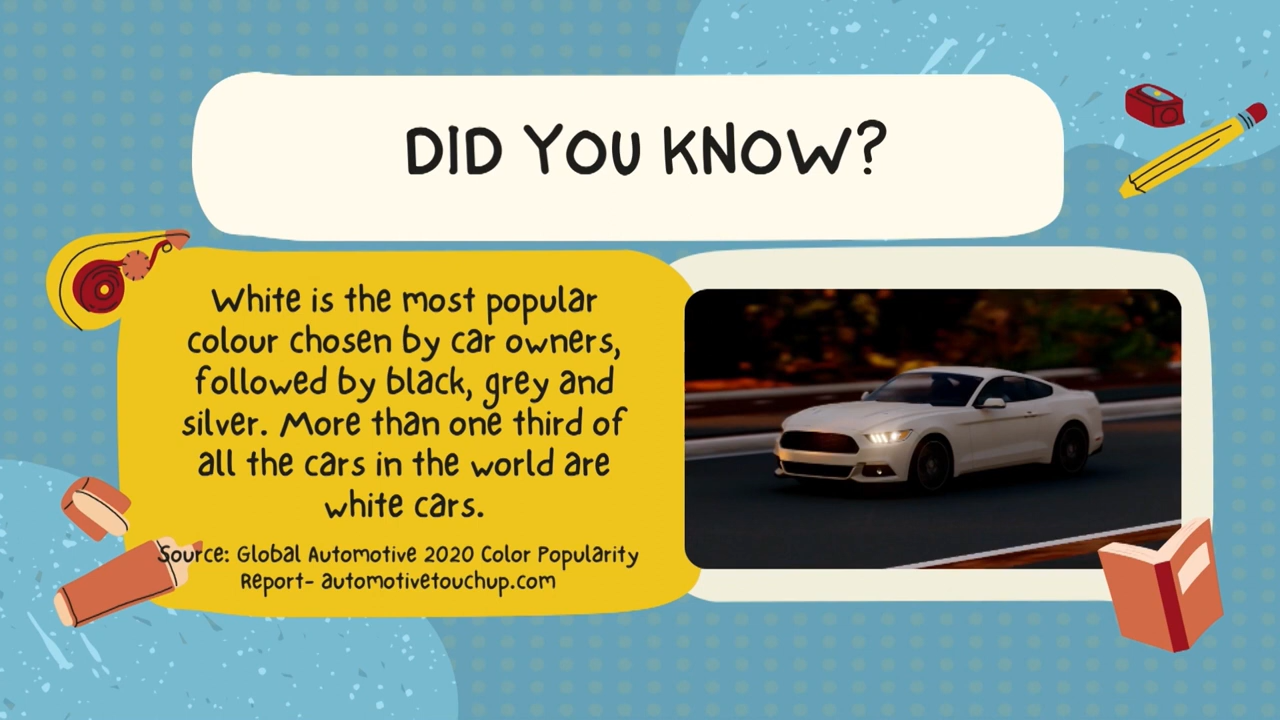 DID YOU KNOW?
White is the most popular
colour chosen by car owners,
followed by black, grey and
silver. More than one third of
all the cars in the world are
white cars.
Source: Global Automotive 2020 Color Popularity
Report- automotivetouchup.com